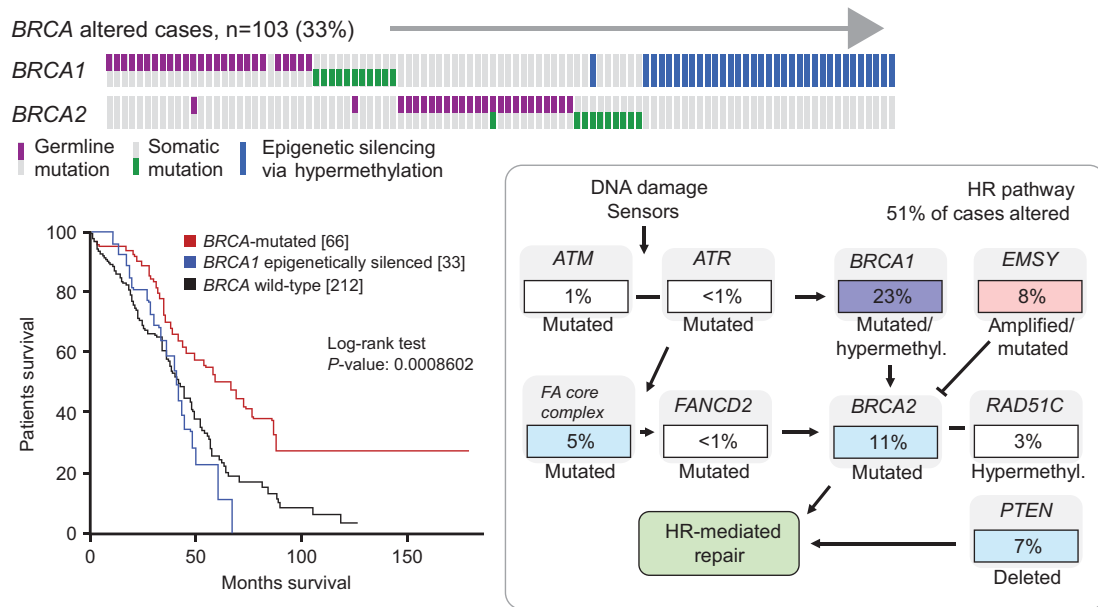 BRCA altered cases, n=103 (33%)
BRCA1
BRCA2
Germline
mutation
Somatic
mutation
Epigenetic silencing
via hypermethylation
100
80
60
40
20
0
0
50
100
150
Patients survival
Months survival
BRCA-mutated [66]
BRCA1 epigenetically silenced [33]
BRCA wild-type [212]
Log-rank test
P-value: 0.0008602
DNA damage
Sensors
HR pathway
51% of cases altered
ATM
1%
Mutated
ATR
<1%
Mutated
BRCA1
23%
Mutated/
hypermethyl.
EMSY
8%
Amplified/
mutated
FA core
complex
5%
Mutated
FANCD2
<1%
Mutated
BRCA2
11%
Mutated
RAD51C
3%
Hypermethyl.
HR-mediated
repair
PTEN
7%
Deleted